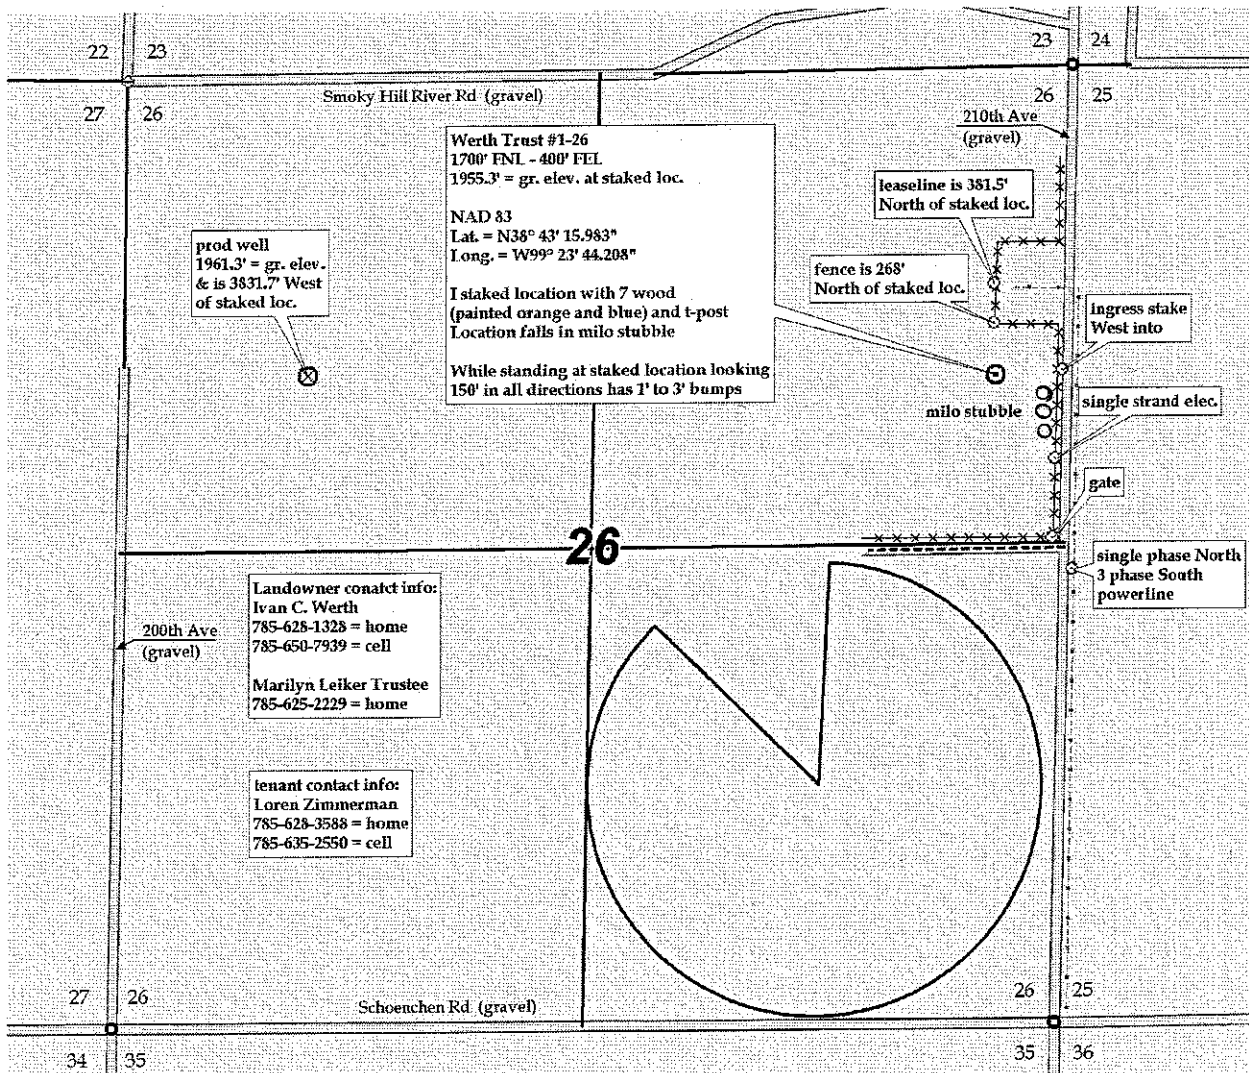 22 23
23 24
27 26
26 25
Smoky Hill River Rd (gravel)
210th Ave
(gravel)
Werth Trust #1-26
1700' FNL - 400' FEL
1955.3' = gr. elev. at staked loc.
NAD 83
Lat. = N38° 43' 15.983"
Long. = W99° 23' 44.208"
I staked location with 7 wood
(painted orange and blue) and t-post
Location falls in milo stubble
While standing at staked location looking
150' in all directions has 1' to 3' bumps
leaseline is 381.5'
North of staked loc.
prod well
1961.3' = gr. elev.
& is 3831.7' West
of staked loc.
fence is 268'
North of staked loc.
ingress stake
West into
single strand elec.
milo stubble
gate
26
single phase North
3 phase South
powerline
Landowner conatct info:
Ivan C. Werth
785-628-1328 = home
785-650-7939 = cell
Marilyn Leiker Trustee
785-625-2229 = home
200th Ave
(gravel)
tenant contact info:
Loren Zimmerman
785-628-3588 = home
785-635-2550 = cell
27 26
26 25
Schoenchen Rd (gravel)
34 35
35 36